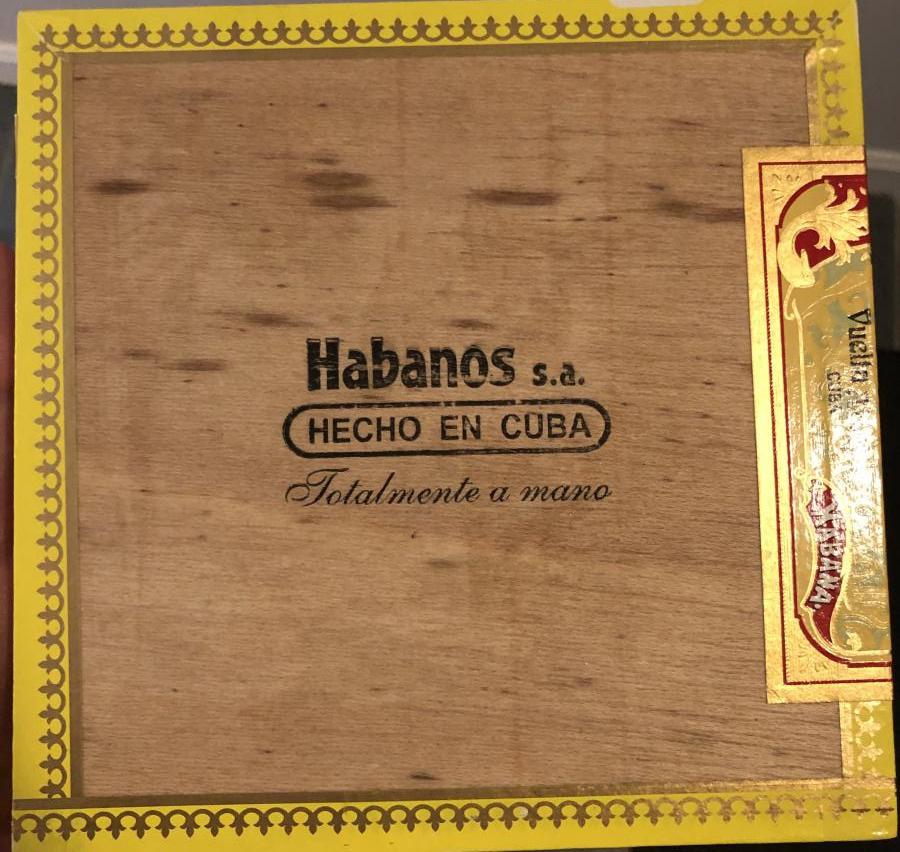 Habanos s.a.
HECHO EN CUBA
Totalmente a mano
Vuelta
CUBA
HABANA.